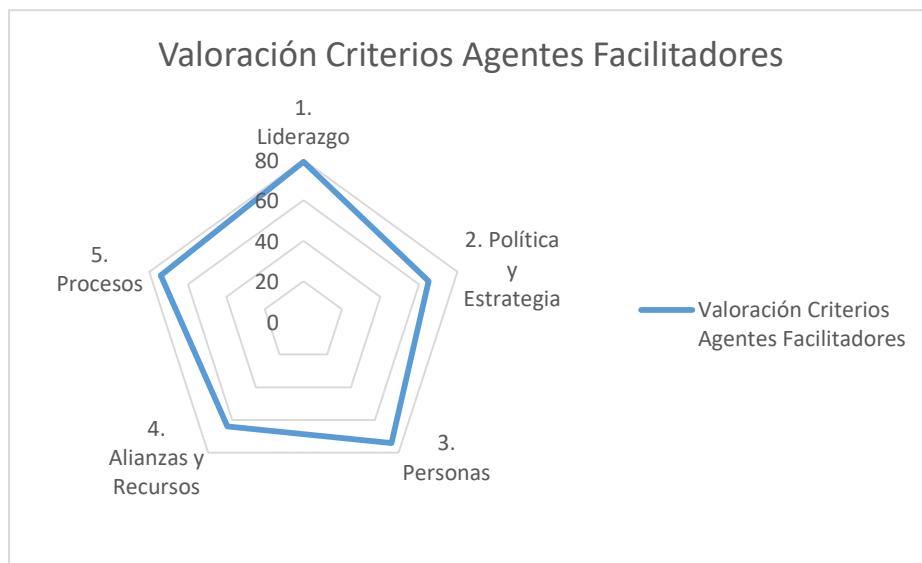 Valoración Criterios Agentes Facilitadores
1.
Liderazgo
80
60
40
20
0
2. Política
y
Estrategia
3.
Personas
4.
Alianzas y
Recursos
5.
Procesos
Valoración Criterios
Agentes Facilitadores